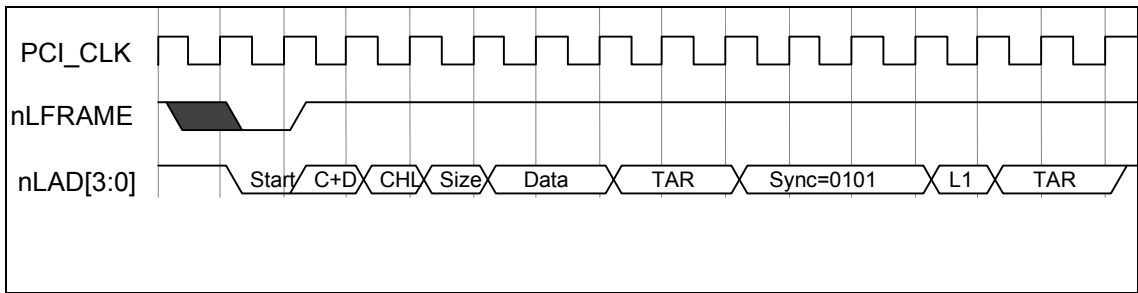 PCI_CLK
nLFRAME
nLAD[3:0] Start C+D CHL Size Data TAR Sync=0101 L1 TAR